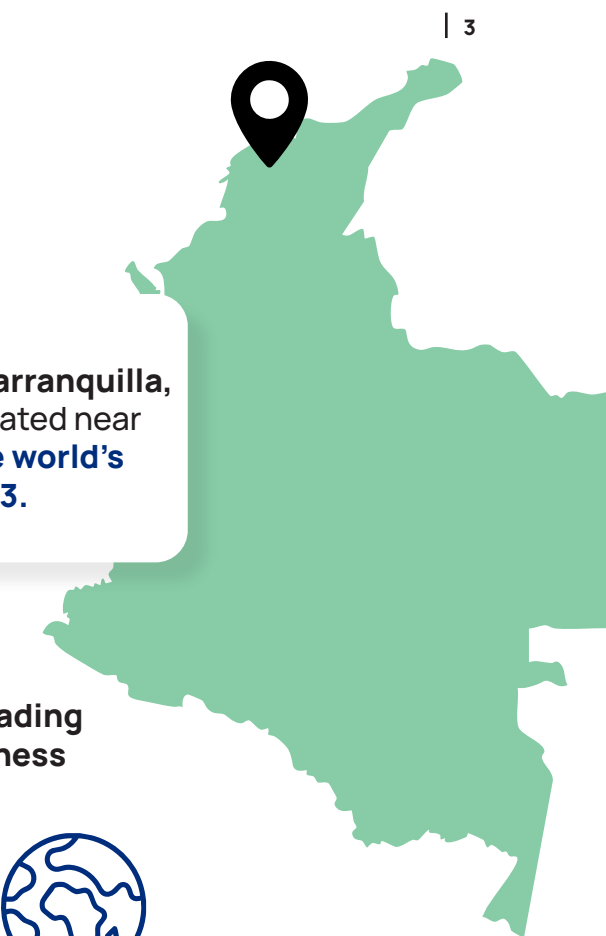 | 3
arranquilla,
ated near
e world's
3.
ading
ness